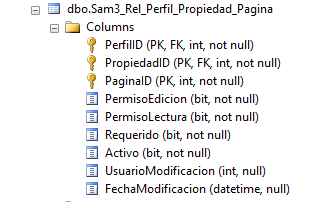 dbo.Sam3_Rel_Perfil_Propiedad_Pagina
Columns
PerfilID (PK, FK, int, not null)
PropiedadID (PK, FK, int, not null)
PaginaID (PK, int, not null)
PermisoEdicion (bit, not null)
PermisoLectura (bit, not null)
Requerido (bit, not null)
Activo (bit, not null)
UsuarioModificacion (int, null)
FechaModificacion (datetime, null)